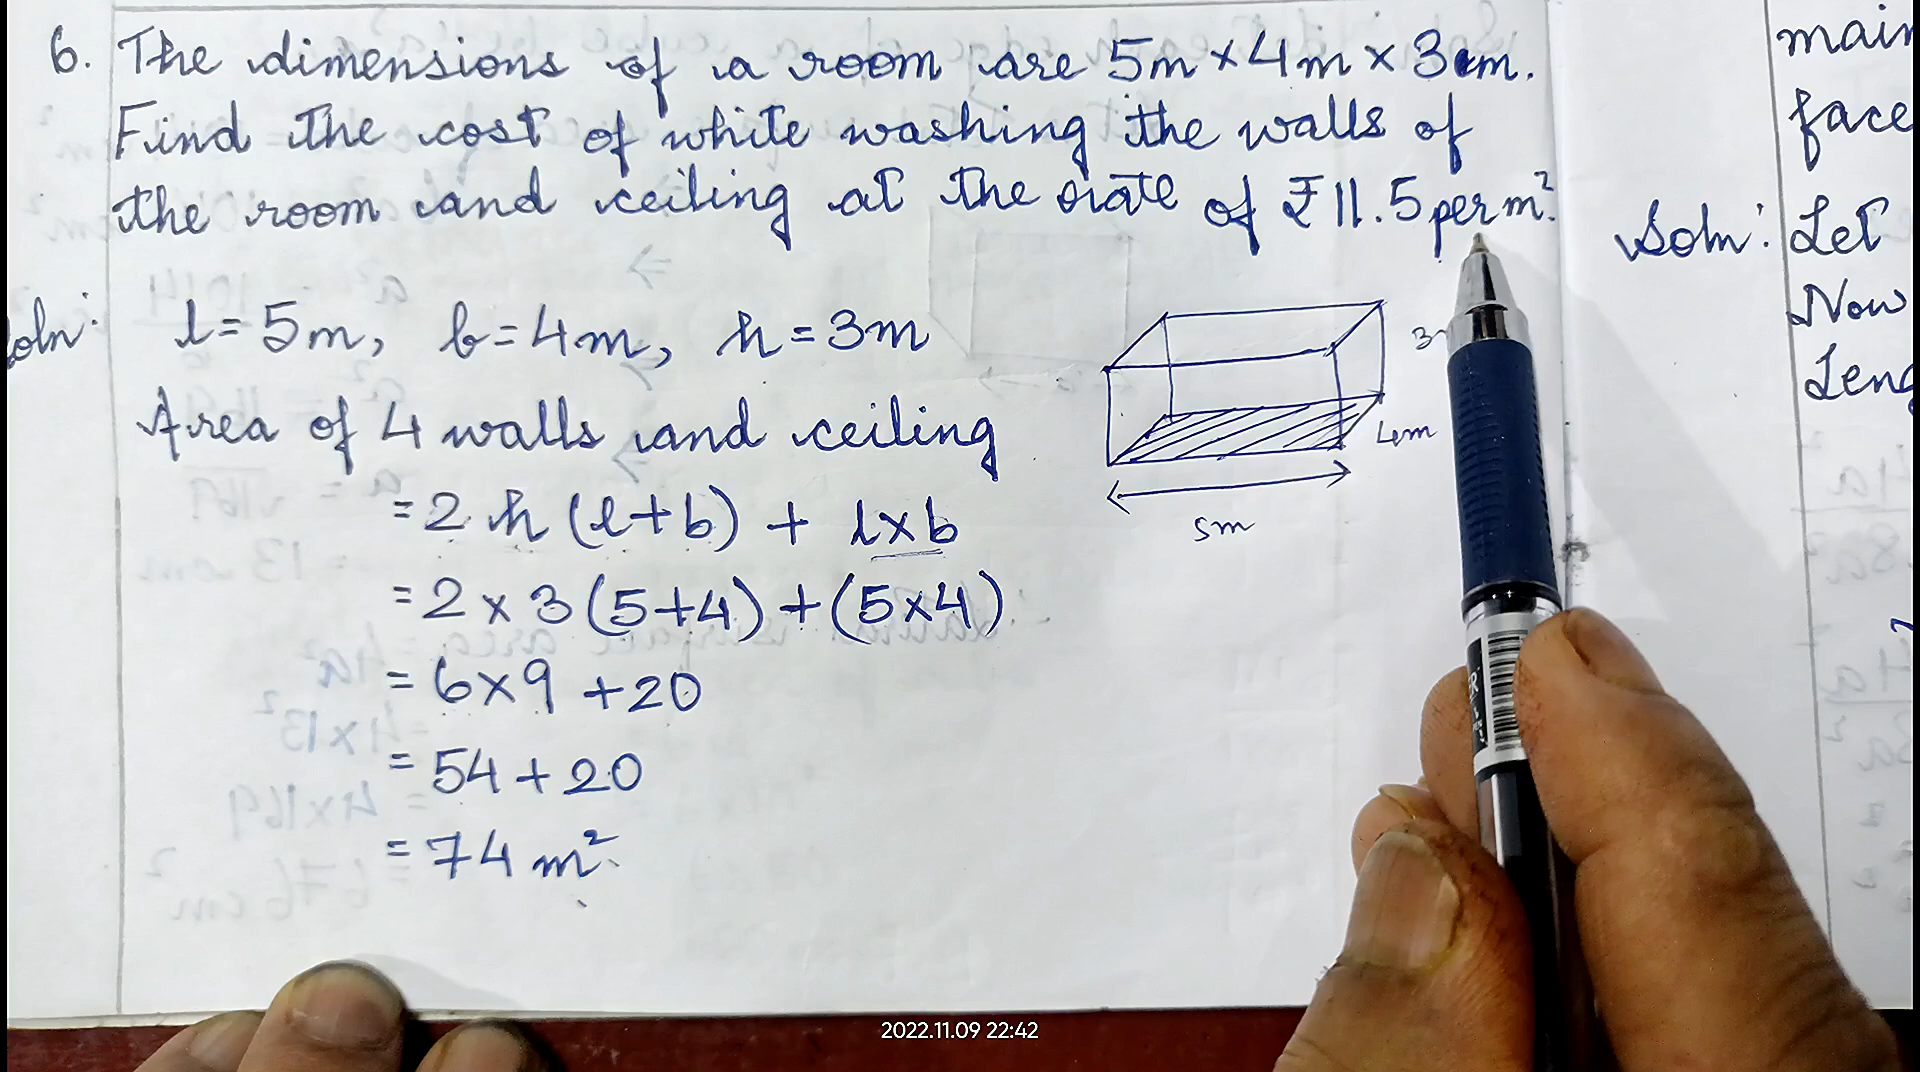 6. The dimensions of a room are 5m × 4m × 3m.
Find the cost of white washing the walls of
the room and ceiling at the rate of ₹ 11.5 per m².
Soln:
l = 5m, b = 4m, h = 3m
Area of 4 walls and ceiling
= 2 h (l + b) + l × b
= 2 × 3 (5+4) + (5×4)
= 6 × 9 + 20
= 54 + 20
= 74 m²
3
4m
5m
main
face
Soln: Let
Now
Leng
2022.11.09 22:42